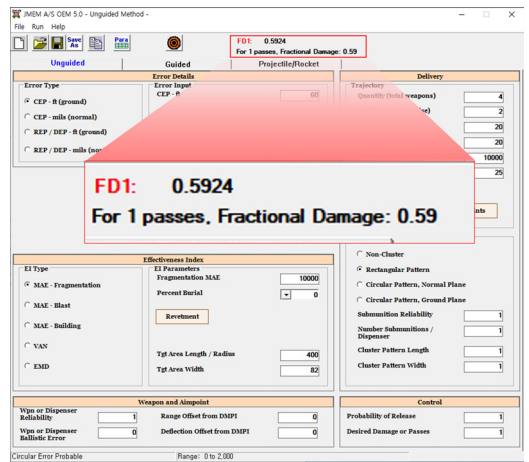 JMEM A/S OEM 5.0 - Unguided Method -
File Run Help
Save As
Para
FD1: 0.5924
For 1 passes, Fractional Damage: 0.59
Unguided
Guided
Projectile/Rocket
Error Details
Delivery
Error Type
CEP - ft (ground)
CEP - mils (normal)
REP / DEP - ft (ground)
REP / DEP - mils
Error Input
CEP - ft
60
Trajectory
Quantity (total weapons)
4
2
20
20
10000
25
FD1: 0.5924
For 1 passes, Fractional Damage: 0.59
Effectiveness Index
EI Type
MAE - Fragmentation
MAE - Blast
MAE - Building
VAN
EMD
EI Parameters
Fragmentation MAE 10000
Percent Burial 0
Revetment
Tgt Area Length / Radius 400
Tgt Area Width 82
Non-Cluster
Rectangular Pattern
Circular Pattern, Normal Plane
Circular Pattern, Ground Plane
Submunition Reliability 1
Number Submunitions /
Dispenser 1
Cluster Pattern Length 1
Cluster Pattern Width 1
Weapon and Aimpoint
Wpn or Dispenser
Reliability 1
Range Offset from DMPI 0
Wpn or Dispenser
Ballistic Error 0
Deflection Offset from DMPI 0
Control
Probability of Release 1
Desired Damage or Passes 1
Circular Error Probable
Range: 0 to 2,000